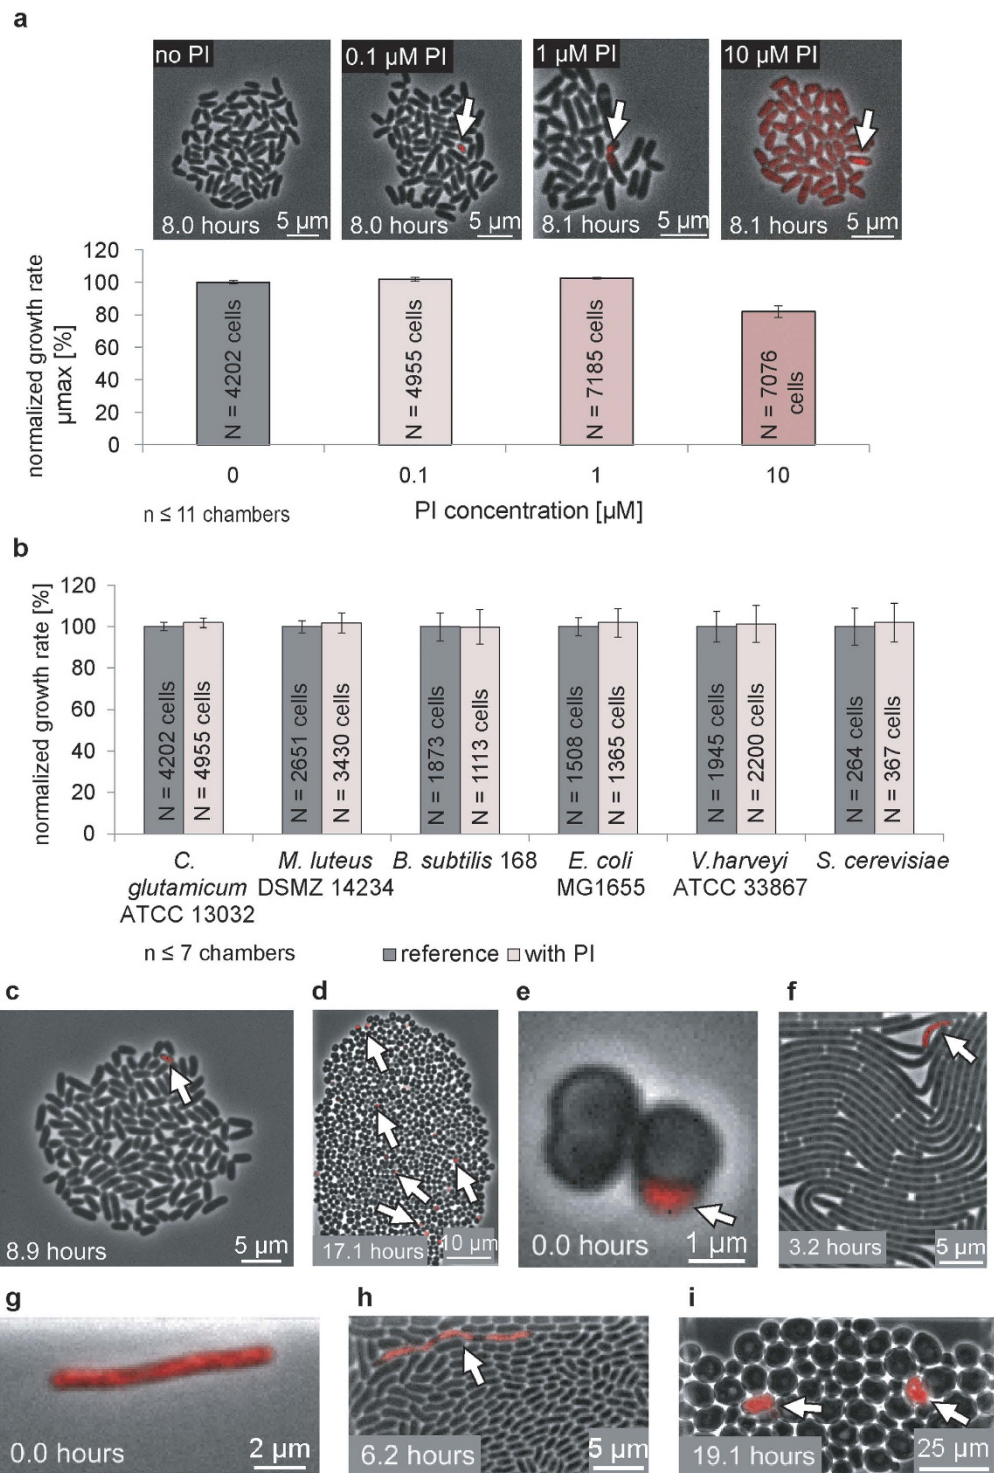 a
no PI
0.1 µM PI
1 µM PI
10 µM PI
8.0 hours
5 µm
8.0 hours
5 µm
8.1 hours
5 µm
8.1 hours
5 µm
normalized growth rate
µmax [%]
120
100
80
60
40
20
0
N = 4202 cells
N = 4955 cells
N = 7185 cells
N = 7076
cells
0
0.1
1
10
n ≤ 11 chambers
PI concentration [µM]
b
normalized growth rate [%]
120
100
80
60
40
20
0
N = 4202 cells
N = 4955 cells
N = 2651 cells
N = 3430 cells
N = 1873 cells
N = 1113 cells
N = 1508 cells
N = 1365 cells
N = 1945 cells
N = 2200 cells
N = 264 cells
N = 367 cells
C.
glutamicum
ATCC 13032
M. luteus
DSMZ 14234
B. subtilis 168
E. coli
MG1655
V.harveyi
ATCC 33867
S. cerevisiae
n ≤ 7 chambers
reference
with PI
c
8.9 hours
5 µm
d
17.1 hours
10 µm
e
0.0 hours
1 µm
f
3.2 hours
5 µm
g
0.0 hours
2 µm
h
6.2 hours
5 µm
i
19.1 hours
25 µm